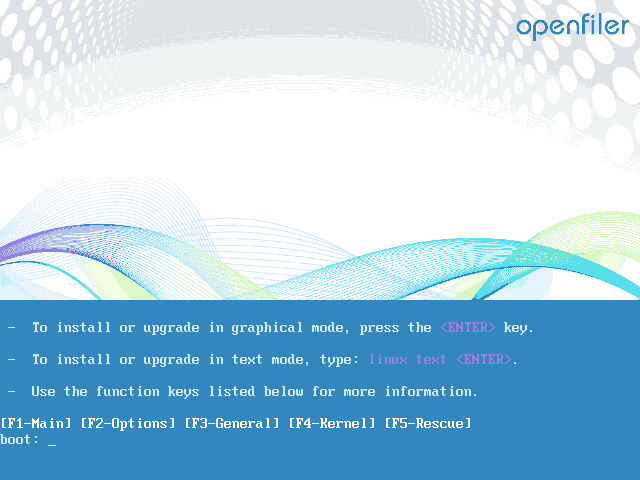 openfiler
- To install or upgrade in graphical mode, press the <ENTER> key.
- To install or upgrade in text mode, type: linux text <ENTER>.
- Use the function keys listed below for more information.
[F1-Main] [F2-Options] [F3-General] [F4-Kernel] [F5-Rescue]
boot: _